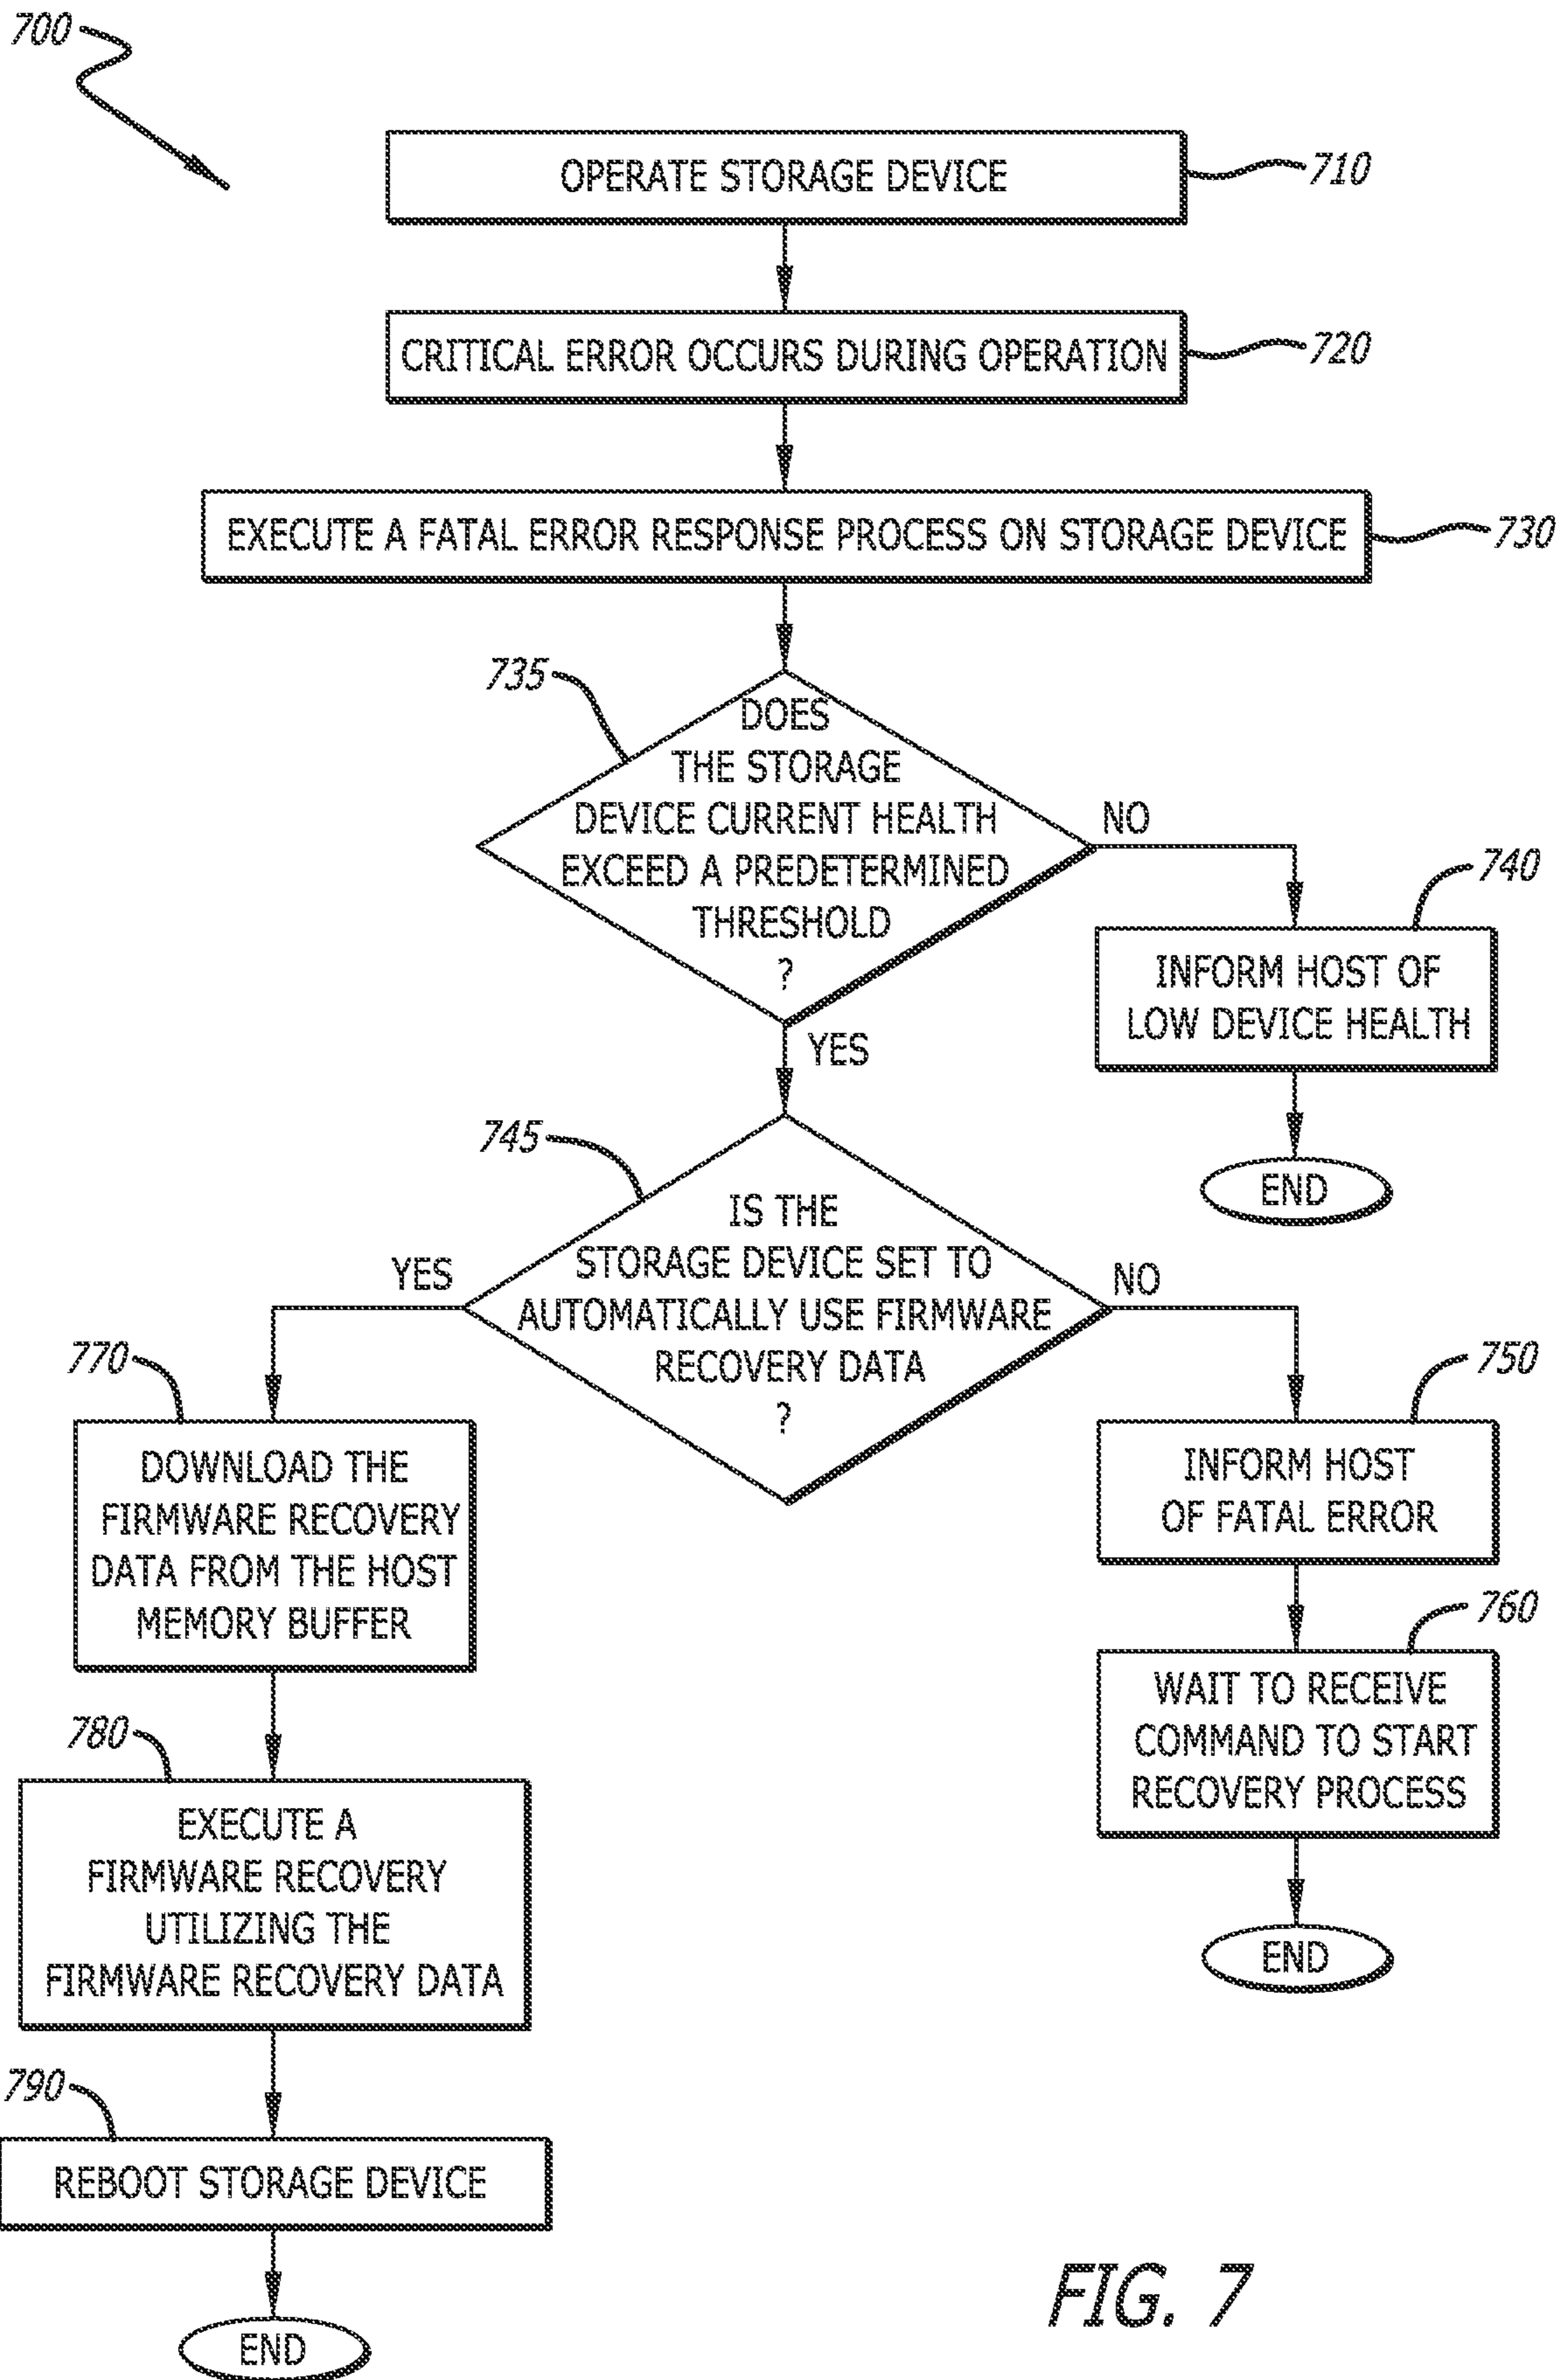 700
OPERATE STORAGE DEVICE
710
CRITICAL ERROR OCCURS DURING OPERATION
720
EXECUTE A FATAL ERROR RESPONSE PROCESS ON STORAGE DEVICE
730
735
DOES
THE STORAGE
DEVICE CURRENT HEALTH
EXCEED A PREDETERMINED
THRESHOLD
?
NO
740
INFORM HOST OF
LOW DEVICE HEALTH
END
YES
745
IS THE
STORAGE DEVICE SET TO
AUTOMATICALLY USE FIRMWARE
RECOVERY DATA
?
YES
NO
770
DOWNLOAD THE
FIRMWARE RECOVERY
DATA FROM THE HOST
MEMORY BUFFER
750
INFORM HOST
OF FATAL ERROR
760
WAIT TO RECEIVE
COMMAND TO START
RECOVERY PROCESS
END
780
EXECUTE A
FIRMWARE RECOVERY
UTILIZING THE
FIRMWARE RECOVERY DATA
790
REBOOT STORAGE DEVICE
END
FIG. 7